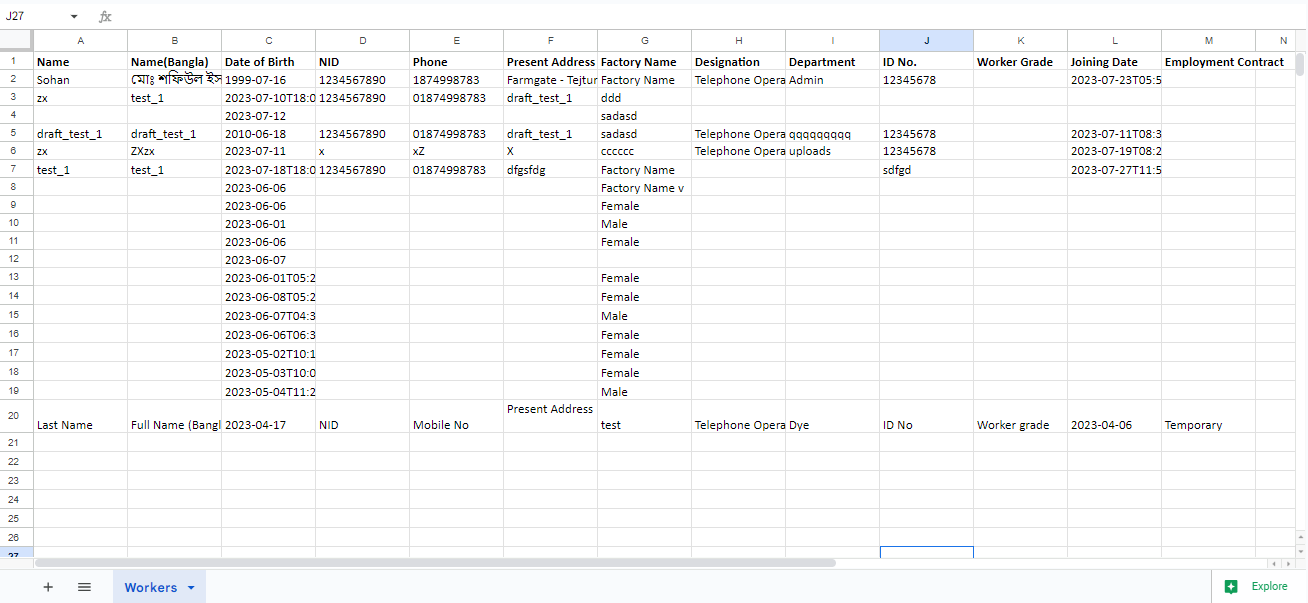 J27
fx
A B C D E F G H I J K L M N
1 Name Name(Bangla) Date of Birth NID Phone Present Address Factory Name Designation Department ID No. Worker Grade Joining Date Employment Contract
2 Sohan মোঃ শফিউল ইস 1999-07-16 1234567890 1874998783 Farmgate - Tejtur Factory Name Telephone Opera Admin 12345678 2023-07-23T05:5
3 zx test_1 2023-07-10T18:0 1234567890 01874998783 draft_test_1 ddd
4 2023-07-12 sadasd
5 draft_test_1 draft_test_1 2010-06-18 1234567890 01874998783 draft_test_1 sadasd Telephone Opera qqqqqqqqq 12345678 2023-07-11T08:3
6 zx ZXzx 2023-07-11 x xZ X cccccc Telephone Opera uploads 12345678 2023-07-19T08:2
7 test_1 test_1 2023-07-18T18:0 1234567890 01874998783 dfgsfdg Factory Name sdfgd 2023-07-27T11:5
8 2023-06-06 Factory Name v
9 2023-06-06 Female
10 2023-06-01 Male
11 2023-06-06 Female
12 2023-06-07
13 2023-06-01T05:2 Female
14 2023-06-08T05:2 Female
15 2023-06-07T04:3 Male
16 2023-06-06T06:3 Female
17 2023-05-02T10:1 Female
18 2023-05-03T10:0 Female
19 2023-05-04T11:2 Male
Present Address
20 Last Name Full Name (Bangl 2023-04-17 NID Mobile No test Telephone Opera Dye ID No Worker grade 2023-04-06 Temporary
21
22
23
24
25
26
27
Workers
Explore